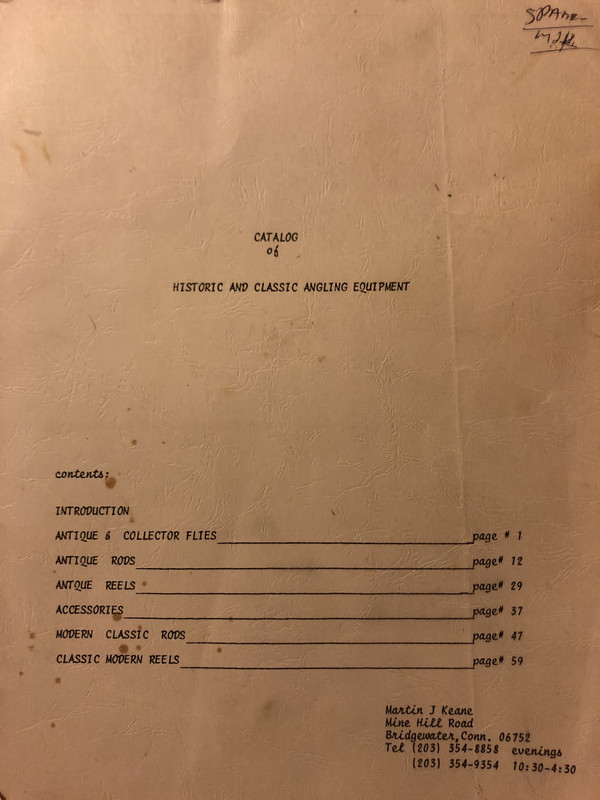 SPARE
CATALOG
of
HISTORIC AND CLASSIC ANGLING EQUIPMENT
contents:
INTRODUCTION
ANTIQUE & COLLECTOR FLIES page # 1
ANTIQUE RODS page# 12
ANTQUE REELS page# 29
ACCESSORIES page# 37
MODERN CLASSIC RODS page# 47
CLASSIC MODERN REELS page# 59
Martin J Keane
Mine Hill Road
Bridgewater, Conn. 06752
Tel (203) 354-8858 evenings
(203) 354-9354 10:30-4:30